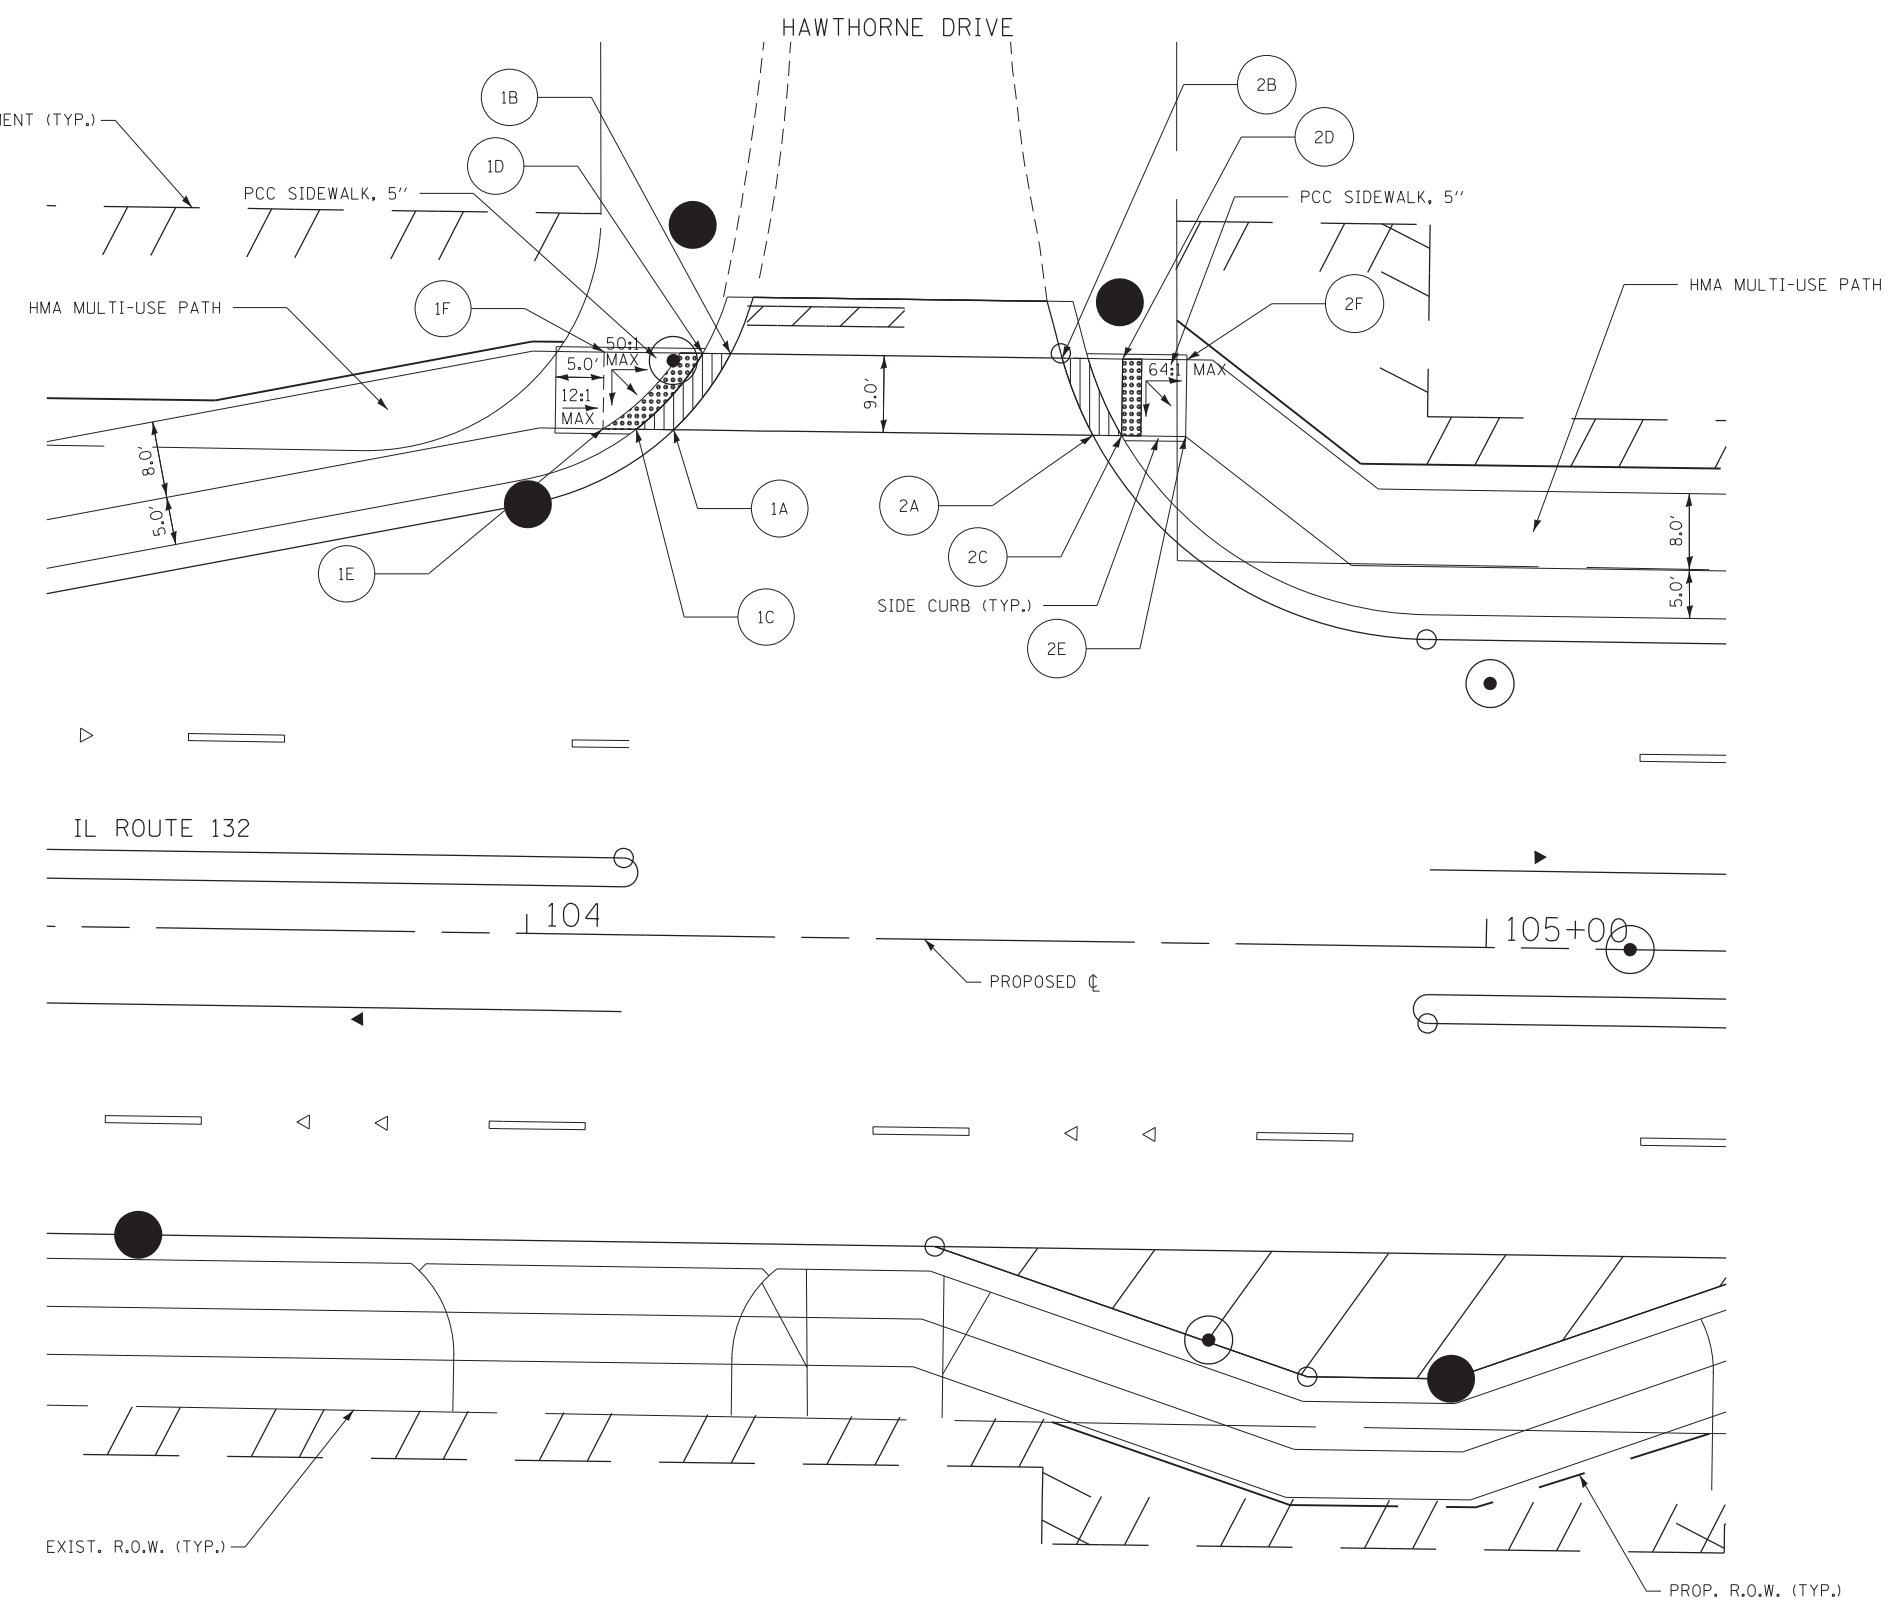 HAWTHORNE DRIVE
1B
2B
MENT (TYP.)
2D
1D
PCC SIDEWALK, 5''
PCC SIDEWALK, 5''
HMA MULTI-USE PATH
1F
2F
HMA MULTI-USE PATH
50:1
MAX
5.0'
64:1 MAX
12:1
MAX
9.0'
8.0'
5.0'
1A
2A
8.0'
5.0'
2C
1E
SIDE CURB (TYP.)
1C
2E
IL ROUTE 132
104
105+00
PROPOSED ℄
EXIST. R.O.W. (TYP.)
PROP. R.O.W. (TYP.)